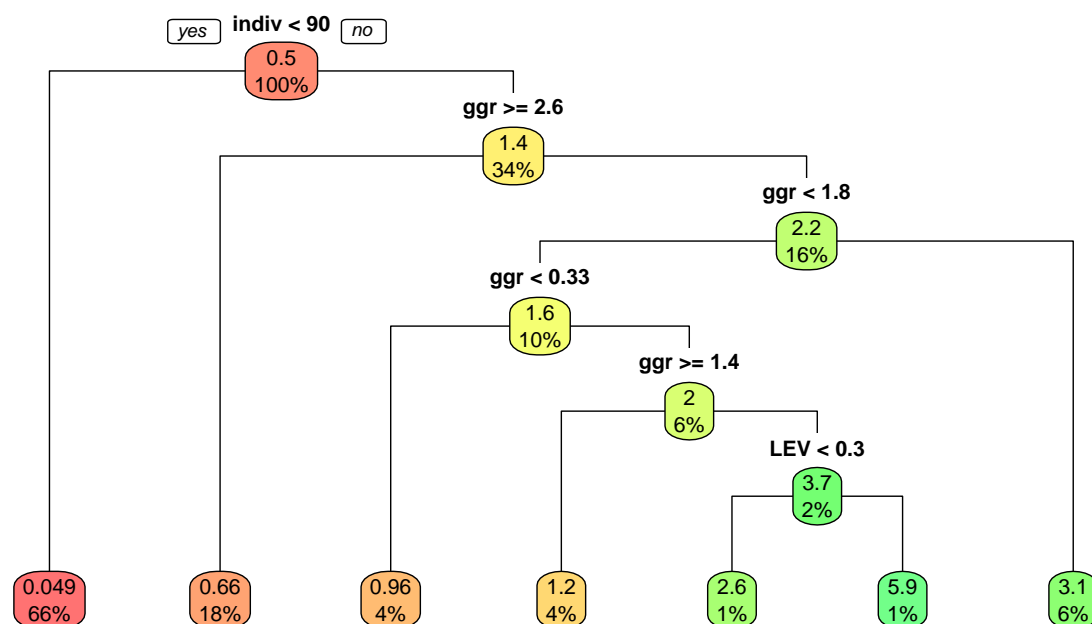 yes indiv < 90 no
0.5
100%
ggr >= 2.6
1.4
34%
ggr < 1.8
2.2
16%
ggr < 0.33
1.6
10%
ggr >= 1.4
2
6%
LEV < 0.3
3.7
2%
0.049 0.66 0.96 1.2 2.6 5.9 3.1
66% 18% 4% 4% 1% 1% 6%